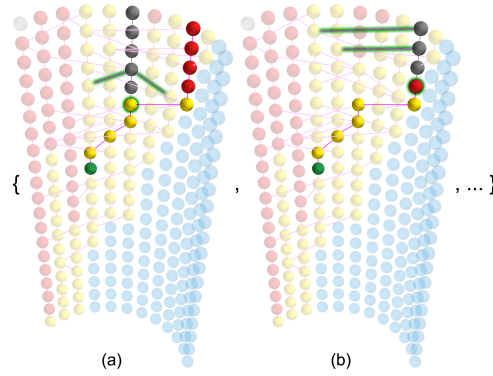 { , , ... }
(a) (b)